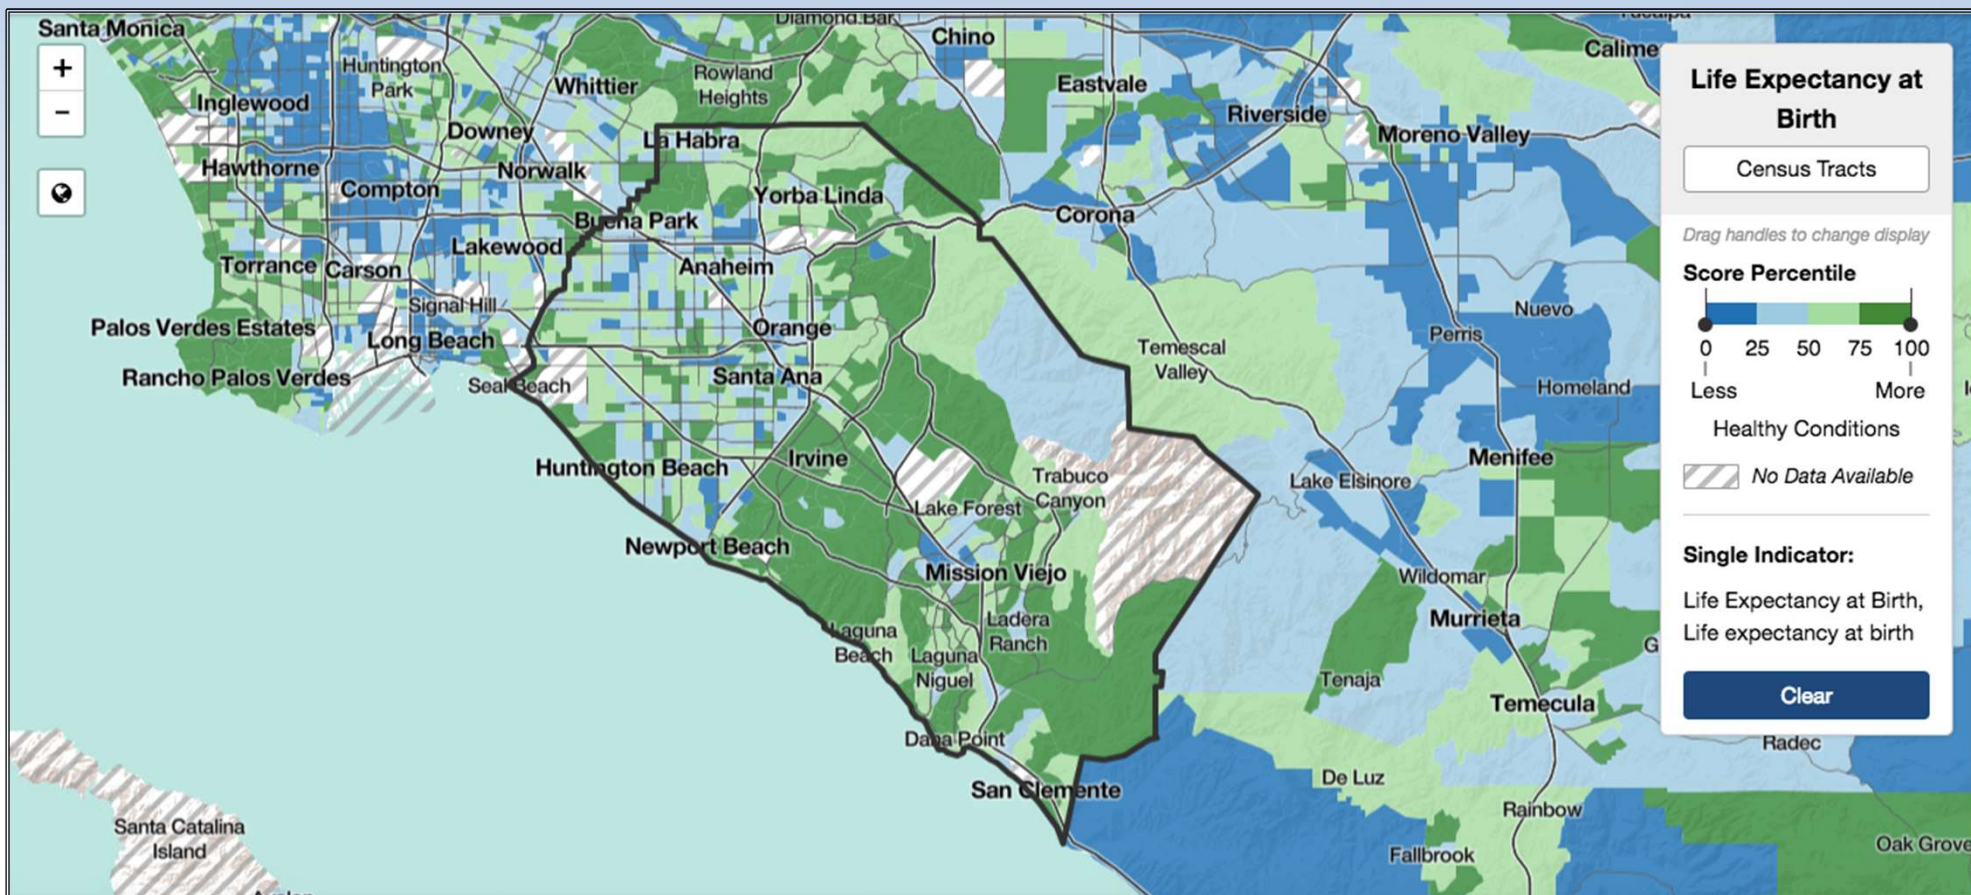 Santa Monica
Diamond Bar
Chino
Yucaipa
Calime
Huntington
Park
Whittier
Rowland
Heights
Eastvale
Inglewood
Riverside
Downey
La Habra
Moreno Valley
Hawthorne
Norwalk
Compton
Yorba Linda
Buena Park
Corona
Lakewood
Torrance
Carson
Anaheim
Signal Hill
Nuevo
Palos Verdes Estates
Long Beach
Orange
Perris
Temescal
Valley
Rancho Palos Verdes
Seal Beach
Santa Ana
Homeland
Huntington Beach
Irvine
Trabuco
Canyon
Menifee
Lake Elsinore
Lake Forest
Newport Beach
Mission Viejo
Wildomar
Ladera
Ranch
Murrieta
Laguna
Beach
Laguna
Niguel
G
Tenaja
Temecula
Dana Point
Radec
San Clemente
De Luz
Rainbow
Santa Catalina
Island
Fallbrook
Oak Grove
+
−
Life Expectancy at
Birth
Census Tracts
Drag handles to change display
Score Percentile
0 25 50 75 100
Less More
Healthy Conditions
No Data Available
Single Indicator:
Life Expectancy at Birth,
Life expectancy at birth
Clear